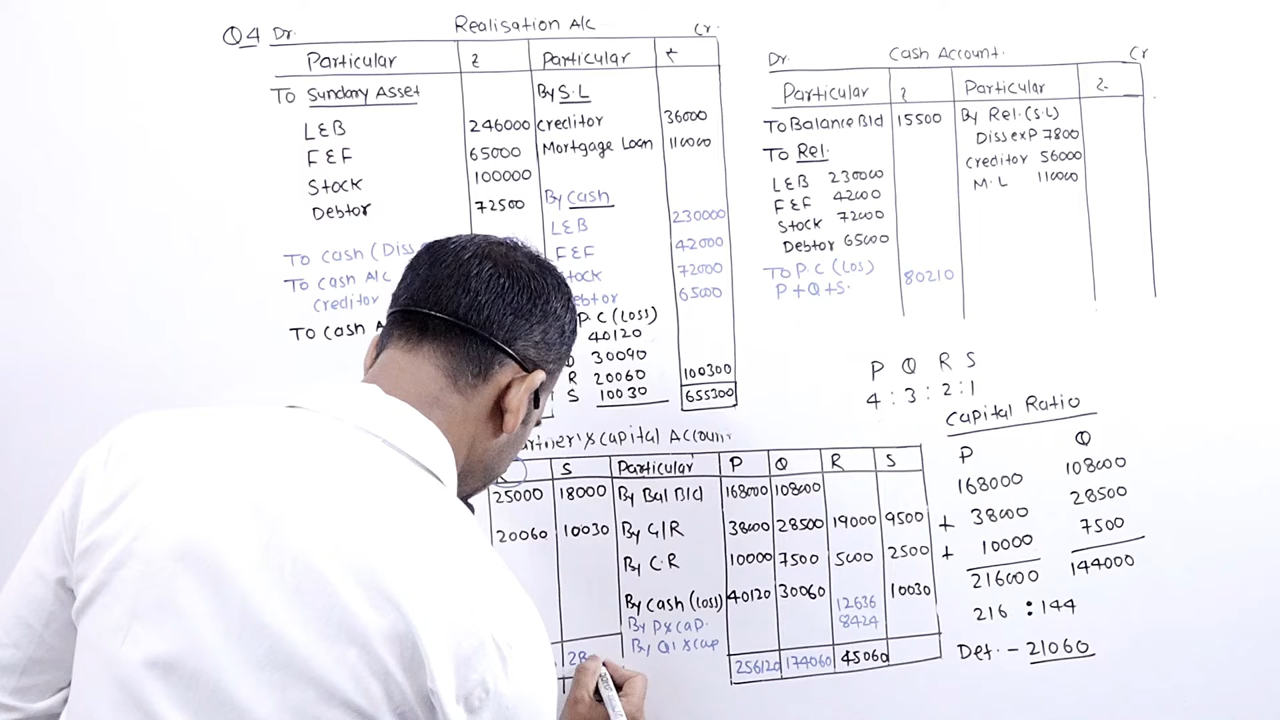 Q4 Dr. Realisation A/c Cr.
Particular ₹ Particular ₹
To Sundary Asset By S.L
L&B 246000 creditor 36000
F&F 65000 Mortgage Loan 110000
Stock 100000
Debtor 72500 By Cash
L&B 230000
To cash (Diss F&F 42000
To cash A/c stock 72000
creditor ebtor 65000
To cash A P.C (Loss)
40120
30090
R 20060 100300
S 10030 655300
Dr. Cash Account. Cr
Particular ₹ Particular ₹
To Balance Bld 15500 By Rel. (S.L)
Diss exp 7800
To Rel. creditor 56000
L&B 230000 M.L 110000
F&F 42000
Stock 72000
Debtor 65000
To P.C (Los) 80210
P+Q+S.
P Q R S
4 : 3 : 2 : 1
artner's capital Account
S Particular P Q R S
25000 18000 By Bal Bld 168000 108000
20060 10030 By G/R 38000 28500 19000 9500
By C.R 10000 7500 5000 2500
By Cash (Loss) 40120 30060 10030
By P's cap. 12636
By Q's cap 8424
28 256120 174060 45060
Capital Ratio
P Q
168000 108000
+ 38000 28500
+ 10000 7500
216000 144000
216 : 144
Def. - 21060